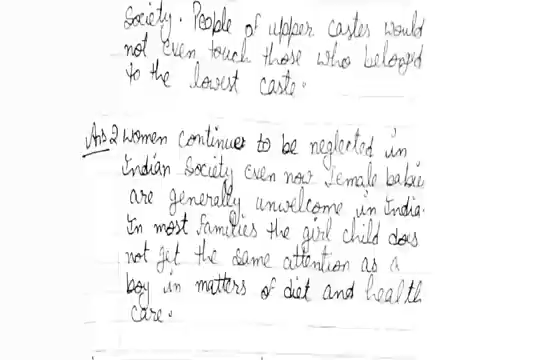 Society. People of upper castes would
not even touch those who belonged
to the lowest caste.
Ans 2 Women continues to be neglected in
Indian Society even now Female babies
are generally unwelcome in India.
In most families the girl child does
not get the same attention as a
boy in matters of diet and health
care.